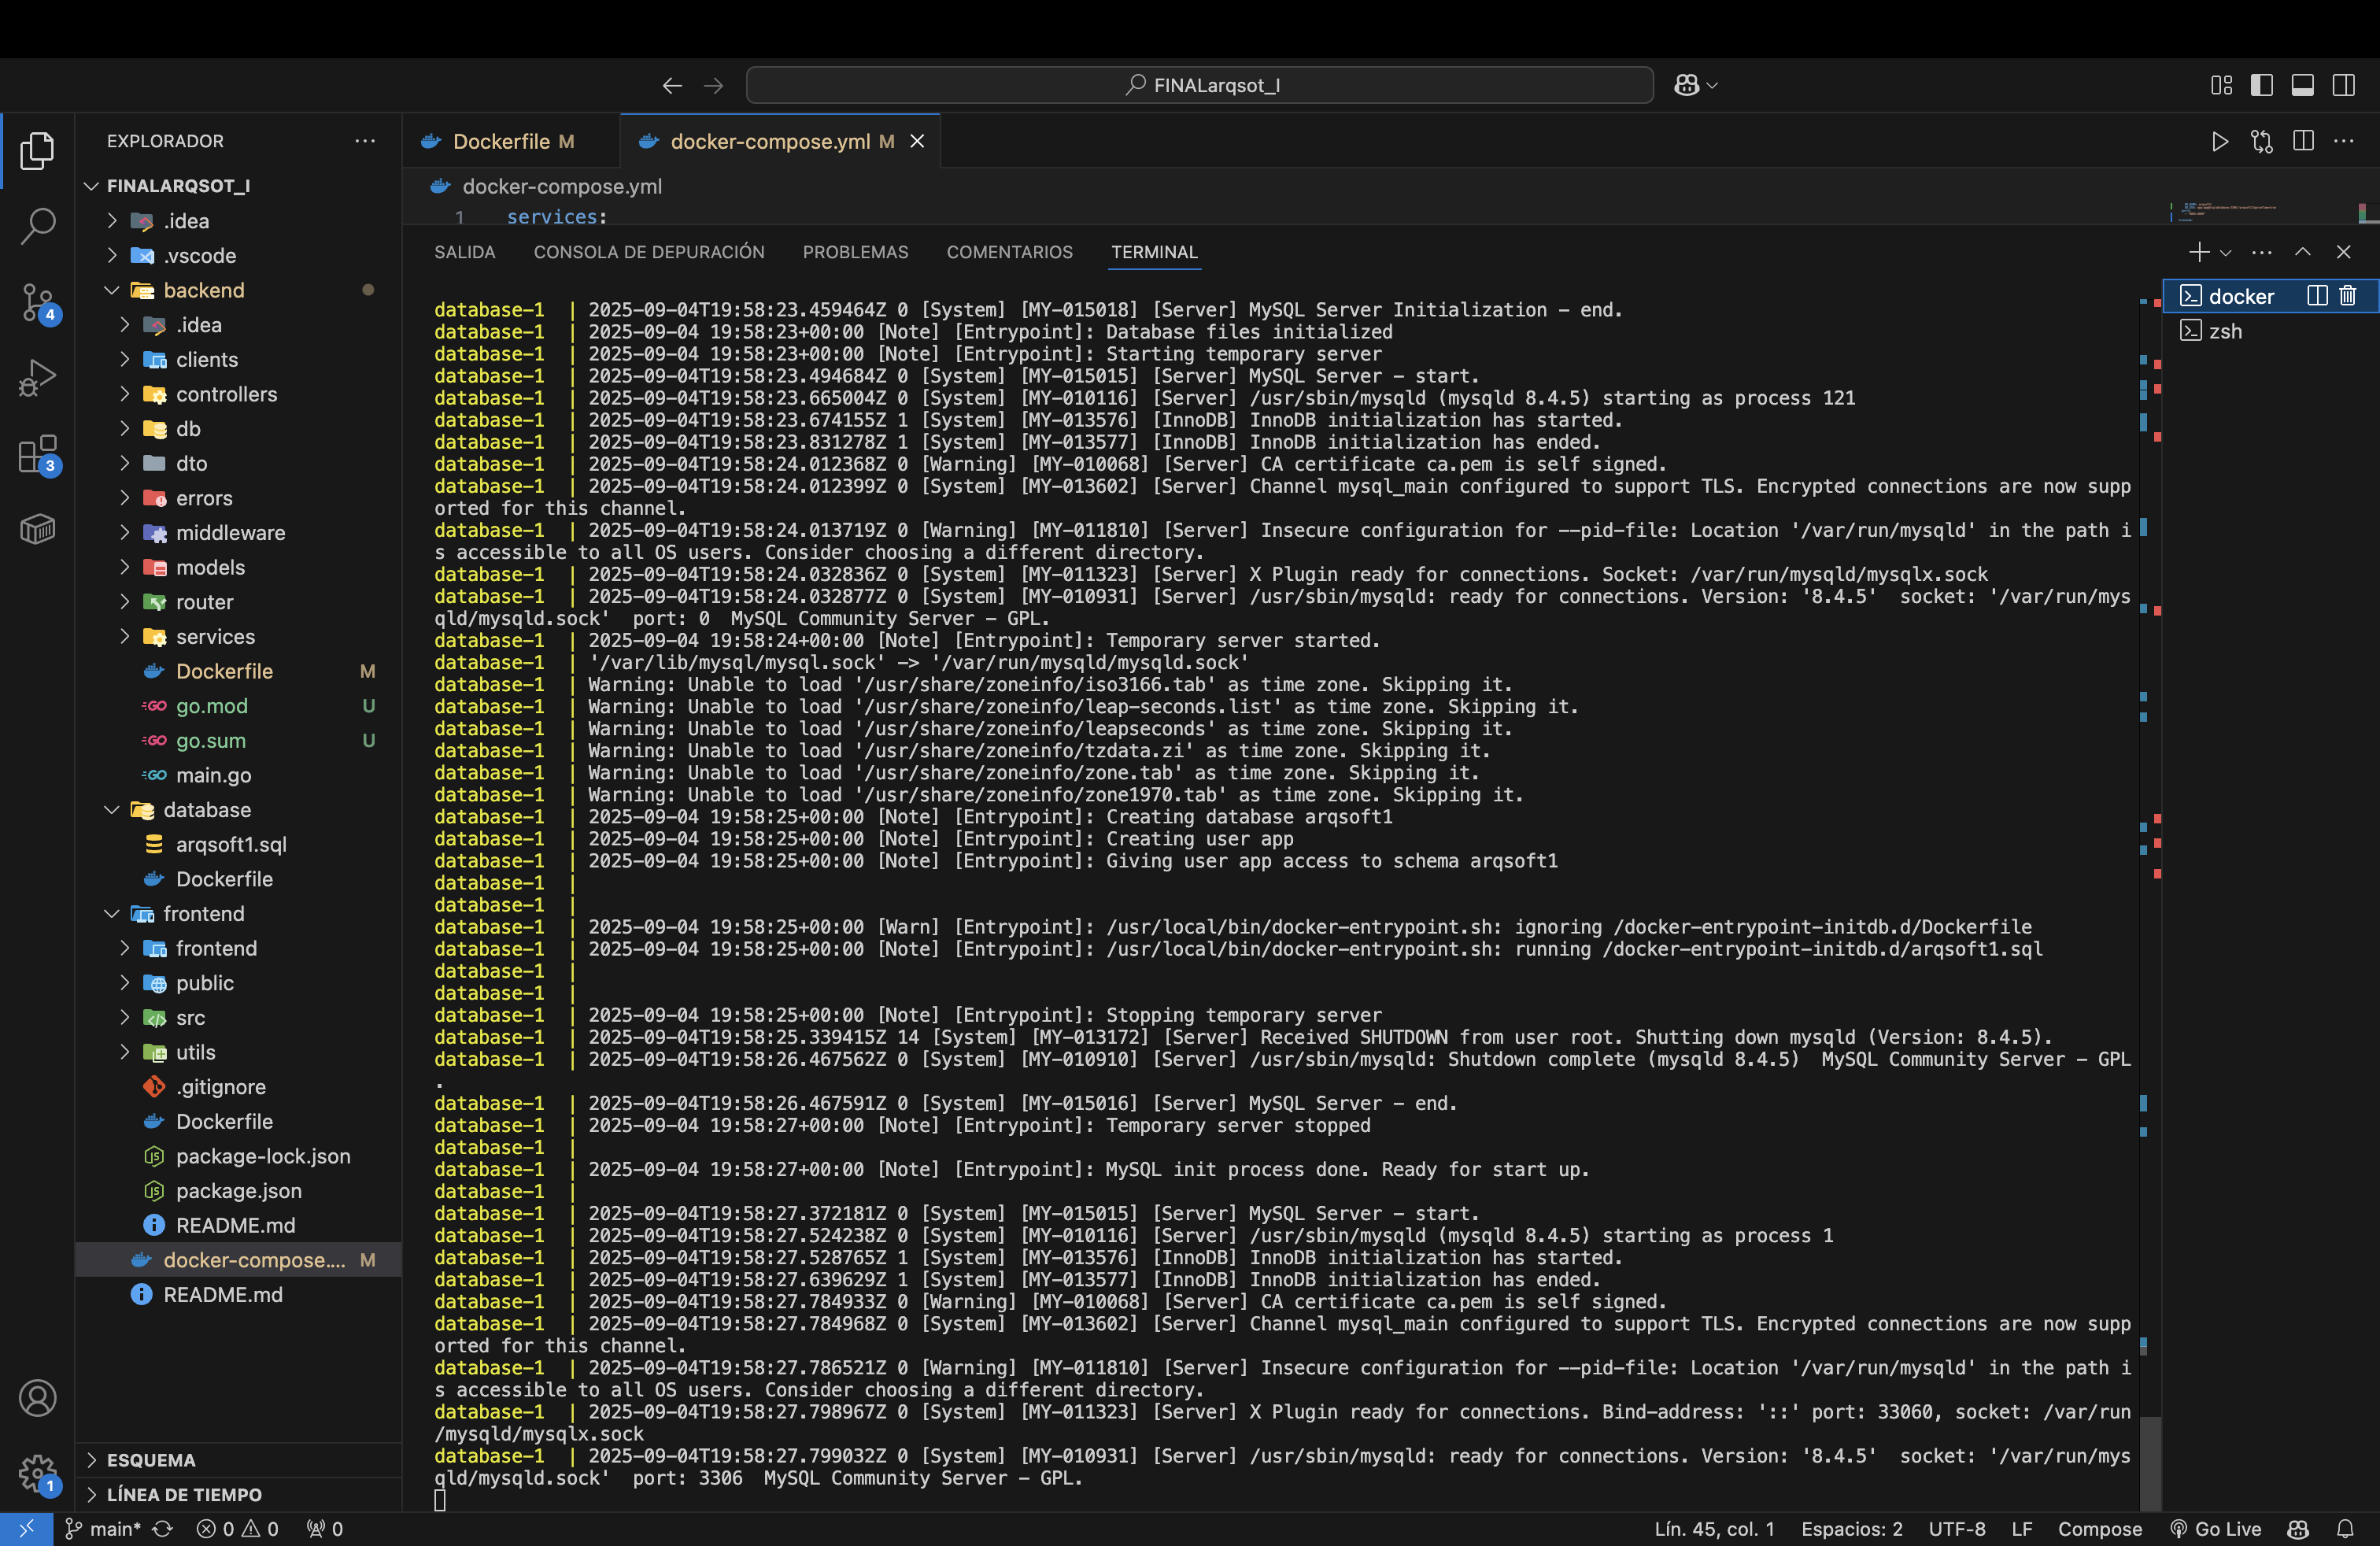 FINALarqsot_I
EXPLORADOR
FINALARQSOT_I
.idea
.vscode
backend
.idea
clients
controllers
db
dto
errors
middleware
models
router
services
Dockerfile M
go.mod U
go.sum U
main.go
database
arqsoft1.sql
Dockerfile
frontend
frontend
public
src
utils
.gitignore
Dockerfile
package-lock.json
package.json
README.md
docker-compose.... M
README.md
ESQUEMA
LÍNEA DE TIEMPO
4
3
1
Dockerfile M
docker-compose.yml M
docker-compose.yml
1 services:
SALIDA CONSOLA DE DEPURACIÓN PROBLEMAS COMENTARIOS TERMINAL
docker
zsh
database-1 | 2025-09-04T19:58:23.459464Z 0 [System] [MY-015018] [Server] MySQL Server Initialization - end.
database-1 | 2025-09-04 19:58:23+00:00 [Note] [Entrypoint]: Database files initialized
database-1 | 2025-09-04 19:58:23+00:00 [Note] [Entrypoint]: Starting temporary server
database-1 | 2025-09-04T19:58:23.494684Z 0 [System] [MY-015015] [Server] MySQL Server - start.
database-1 | 2025-09-04T19:58:23.665004Z 0 [System] [MY-010116] [Server] /usr/sbin/mysqld (mysqld 8.4.5) starting as process 121
database-1 | 2025-09-04T19:58:23.674155Z 1 [System] [MY-013576] [InnoDB] InnoDB initialization has started.
database-1 | 2025-09-04T19:58:23.831278Z 1 [System] [MY-013577] [InnoDB] InnoDB initialization has ended.
database-1 | 2025-09-04T19:58:24.012368Z 0 [Warning] [MY-010068] [Server] CA certificate ca.pem is self signed.
database-1 | 2025-09-04T19:58:24.012399Z 0 [System] [MY-013602] [Server] Channel mysql_main configured to support TLS. Encrypted connections are now supp
orted for this channel.
database-1 | 2025-09-04T19:58:24.013719Z 0 [Warning] [MY-011810] [Server] Insecure configuration for --pid-file: Location '/var/run/mysqld' in the path i
s accessible to all OS users. Consider choosing a different directory.
database-1 | 2025-09-04T19:58:24.032836Z 0 [System] [MY-011323] [Server] X Plugin ready for connections. Socket: /var/run/mysqld/mysqlx.sock
database-1 | 2025-09-04T19:58:24.032877Z 0 [System] [MY-010931] [Server] /usr/sbin/mysqld: ready for connections. Version: '8.4.5'  socket: '/var/run/mys
qld/mysqld.sock'  port: 0  MySQL Community Server - GPL.
database-1 | 2025-09-04 19:58:24+00:00 [Note] [Entrypoint]: Temporary server started.
database-1 | '/var/lib/mysql/mysql.sock' -> '/var/run/mysqld/mysqld.sock'
database-1 | Warning: Unable to load '/usr/share/zoneinfo/iso3166.tab' as time zone. Skipping it.
database-1 | Warning: Unable to load '/usr/share/zoneinfo/leap-seconds.list' as time zone. Skipping it.
database-1 | Warning: Unable to load '/usr/share/zoneinfo/leapseconds' as time zone. Skipping it.
database-1 | Warning: Unable to load '/usr/share/zoneinfo/tzdata.zi' as time zone. Skipping it.
database-1 | Warning: Unable to load '/usr/share/zoneinfo/zone.tab' as time zone. Skipping it.
database-1 | Warning: Unable to load '/usr/share/zoneinfo/zone1970.tab' as time zone. Skipping it.
database-1 | 2025-09-04 19:58:25+00:00 [Note] [Entrypoint]: Creating database arqsoft1
database-1 | 2025-09-04 19:58:25+00:00 [Note] [Entrypoint]: Creating user app
database-1 | 2025-09-04 19:58:25+00:00 [Note] [Entrypoint]: Giving user app access to schema arqsoft1
database-1 |
database-1 |
database-1 | 2025-09-04 19:58:25+00:00 [Warn] [Entrypoint]: /usr/local/bin/docker-entrypoint.sh: ignoring /docker-entrypoint-initdb.d/Dockerfile
database-1 | 2025-09-04 19:58:25+00:00 [Note] [Entrypoint]: /usr/local/bin/docker-entrypoint.sh: running /docker-entrypoint-initdb.d/arqsoft1.sql
database-1 |
database-1 |
database-1 | 2025-09-04 19:58:25+00:00 [Note] [Entrypoint]: Stopping temporary server
database-1 | 2025-09-04T19:58:25.339415Z 14 [System] [MY-013172] [Server] Received SHUTDOWN from user root. Shutting down mysqld (Version: 8.4.5).
database-1 | 2025-09-04T19:58:26.467562Z 0 [System] [MY-010910] [Server] /usr/sbin/mysqld: Shutdown complete (mysqld 8.4.5)  MySQL Community Server - GPL
.
database-1 | 2025-09-04T19:58:26.467591Z 0 [System] [MY-015016] [Server] MySQL Server - end.
database-1 | 2025-09-04 19:58:27+00:00 [Note] [Entrypoint]: Temporary server stopped
database-1 |
database-1 | 2025-09-04 19:58:27+00:00 [Note] [Entrypoint]: MySQL init process done. Ready for start up.
database-1 |
database-1 | 2025-09-04T19:58:27.372181Z 0 [System] [MY-015015] [Server] MySQL Server - start.
database-1 | 2025-09-04T19:58:27.524238Z 0 [System] [MY-010116] [Server] /usr/sbin/mysqld (mysqld 8.4.5) starting as process 1
database-1 | 2025-09-04T19:58:27.528765Z 1 [System] [MY-013576] [InnoDB] InnoDB initialization has started.
database-1 | 2025-09-04T19:58:27.639629Z 1 [System] [MY-013577] [InnoDB] InnoDB initialization has ended.
database-1 | 2025-09-04T19:58:27.784933Z 0 [Warning] [MY-010068] [Server] CA certificate ca.pem is self signed.
database-1 | 2025-09-04T19:58:27.784968Z 0 [System] [MY-013602] [Server] Channel mysql_main configured to support TLS. Encrypted connections are now supp
orted for this channel.
database-1 | 2025-09-04T19:58:27.786521Z 0 [Warning] [MY-011810] [Server] Insecure configuration for --pid-file: Location '/var/run/mysqld' in the path i
s accessible to all OS users. Consider choosing a different directory.
database-1 | 2025-09-04T19:58:27.798967Z 0 [System] [MY-011323] [Server] X Plugin ready for connections. Bind-address: '::' port: 33060, socket: /var/run
/mysqld/mysqlx.sock
database-1 | 2025-09-04T19:58:27.799032Z 0 [System] [MY-010931] [Server] /usr/sbin/mysqld: ready for connections. Version: '8.4.5'  socket: '/var/run/mys
qld/mysqld.sock'  port: 3306  MySQL Community Server - GPL.
main* 0 0 0 Lín. 45, col. 1 Espacios: 2 UTF-8 LF Compose Go Live